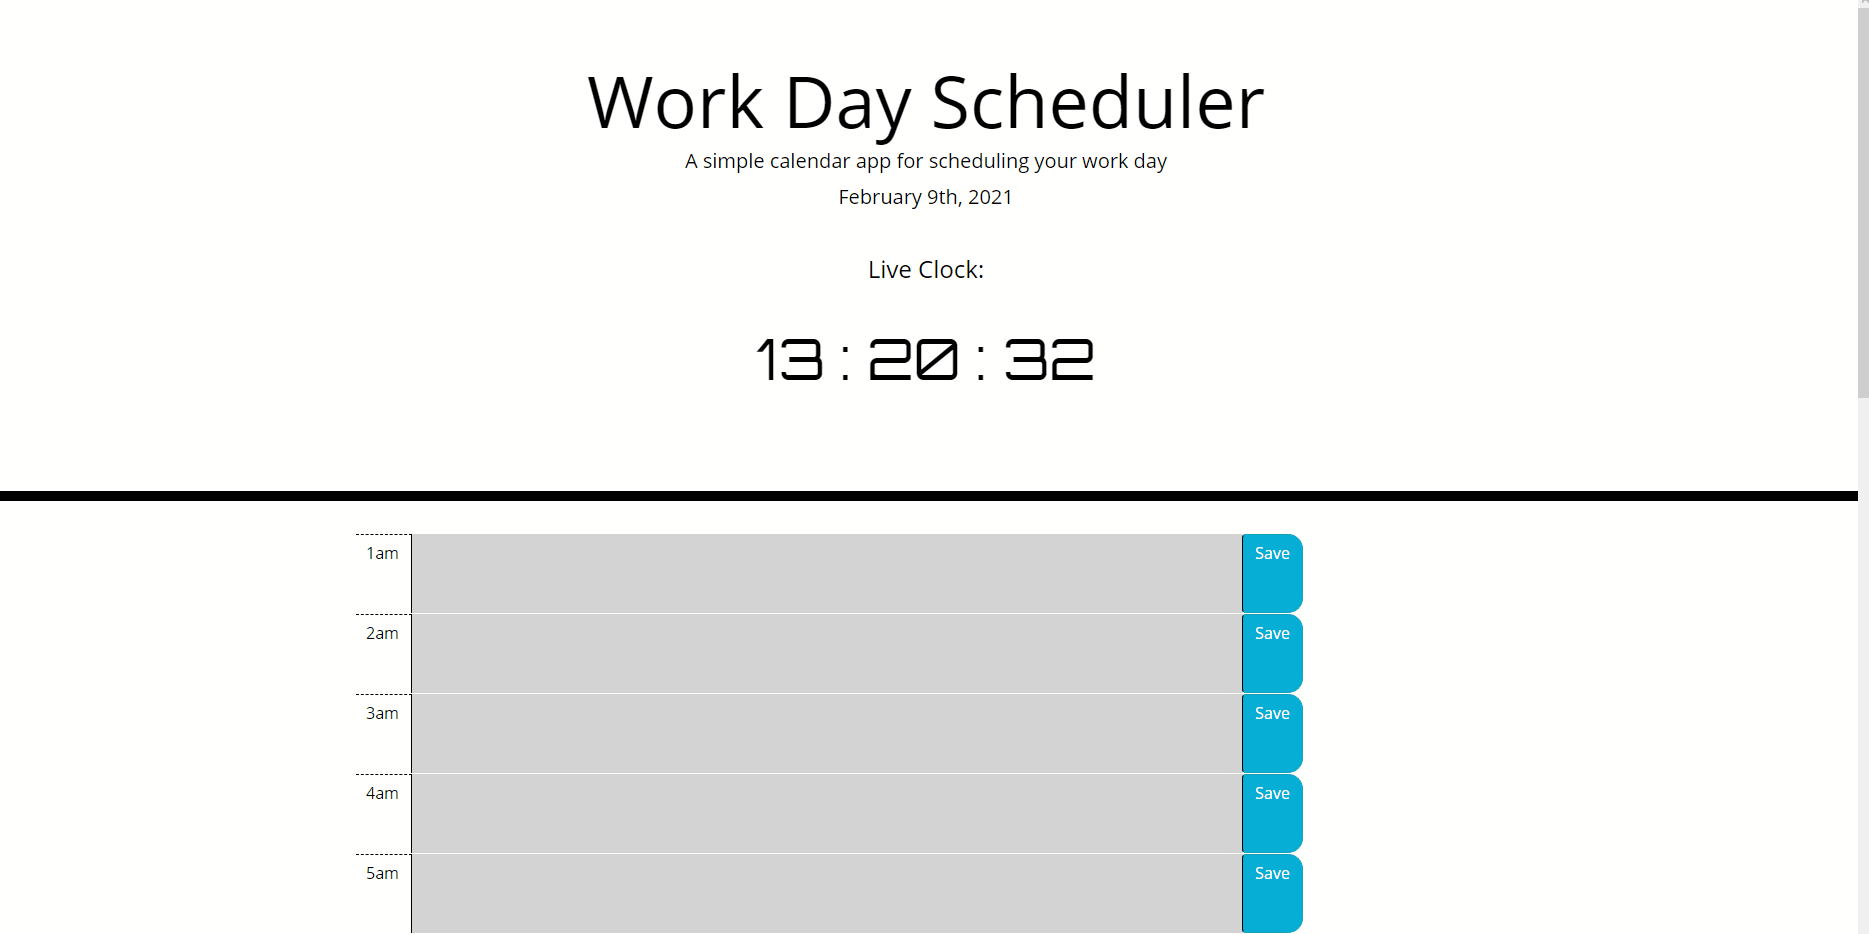 Work Day Scheduler
A simple calendar app for scheduling your work day
February 9th, 2021
Live Clock:
13 : 20 : 32
1am Save
2am Save
3am Save
4am Save
5am Save